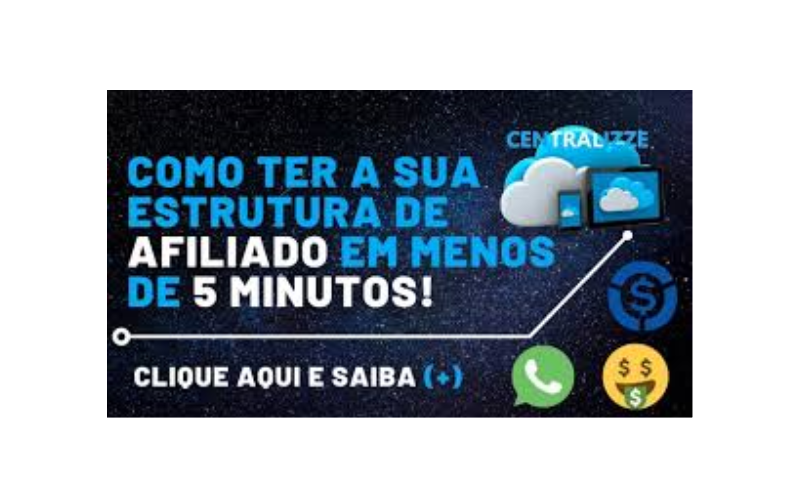 CENTRALIZZE
COMO TER A SUA
ESTRUTURA DE
AFILIADO EM MENOS
DE 5 MINUTOS!
CLIQUE AQUI E SAIBA (+)
$
$ $
$